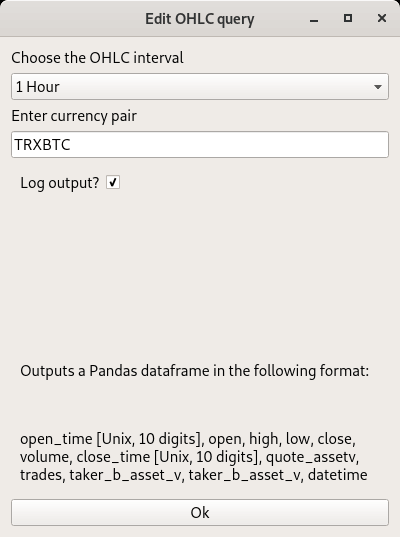 Edit OHLC query
Choose the OHLC interval
1 Hour
Enter currency pair
TRXBTC
Log output?
Outputs a Pandas dataframe in the following format:
open_time [Unix, 10 digits], open, high, low, close,
volume, close_time [Unix, 10 digits], quote_assetv,
trades, taker_b_asset_v, taker_b_asset_v, datetime
Ok